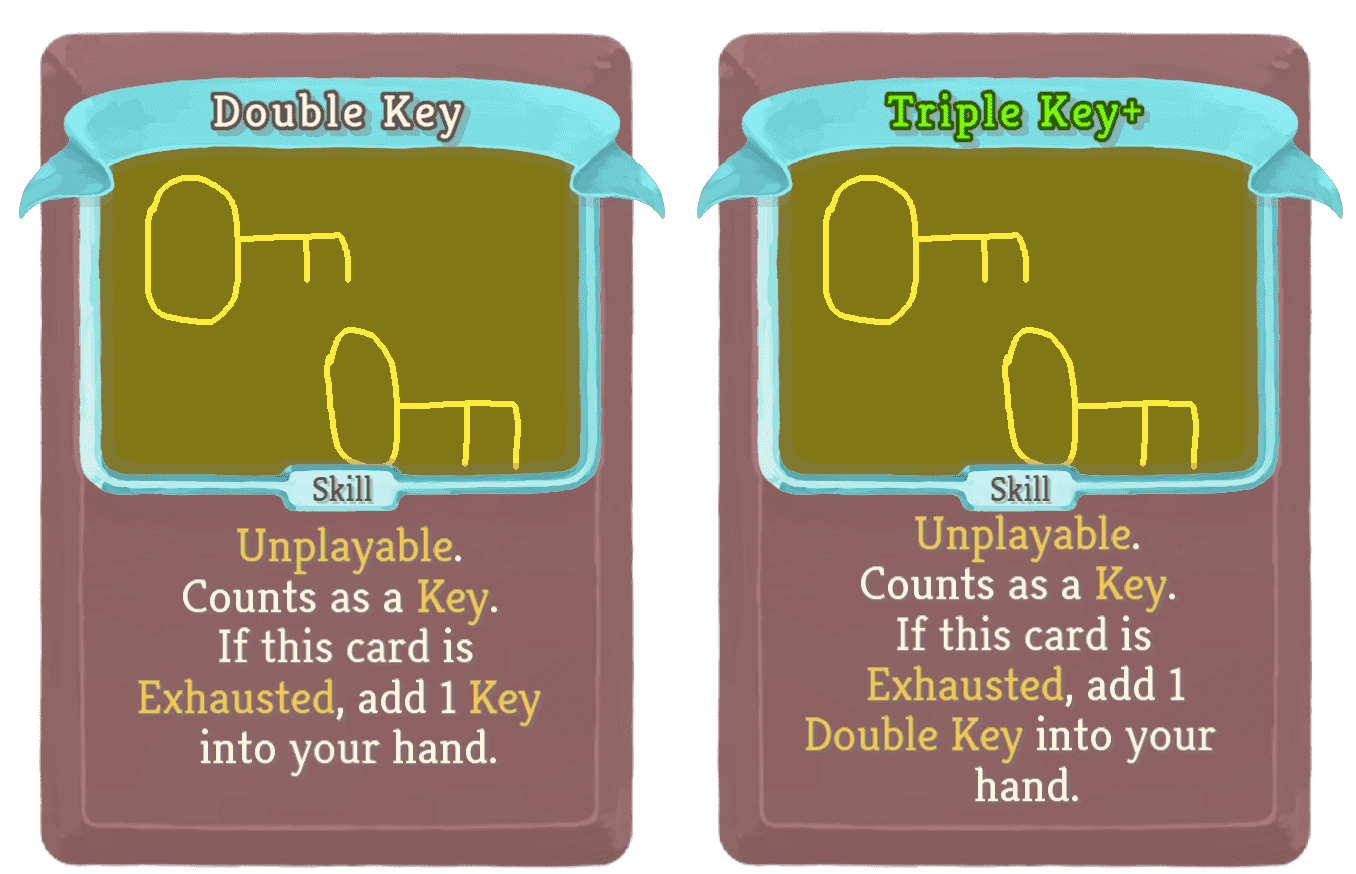 Double Key
Skill
Unplayable.
Counts as a Key.
If this card is
Exhausted, add 1 Key
into your hand.
Triple Key+
Skill
Unplayable.
Counts as a Key.
If this card is
Exhausted, add 1
Double Key into your
hand.